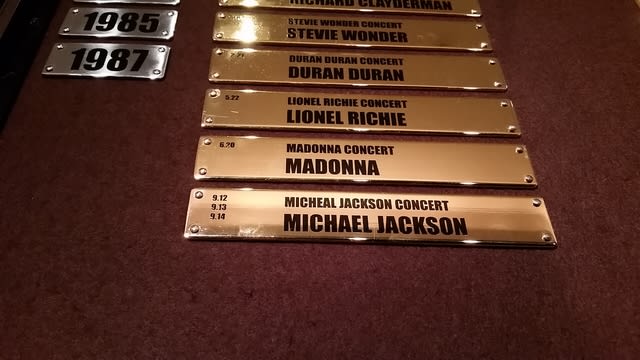 1985
1987
RICHARD CLAYDERMAN
STEVIE WONDER CONCERT
STEVIE WONDER
DURAN DURAN CONCERT
DURAN DURAN
5.22
LIONEL RICHIE CONCERT
LIONEL RICHIE
6.20
MADONNA CONCERT
MADONNA
9.12
9.13
9.14
MICHEAL JACKSON CONCERT
MICHAEL JACKSON